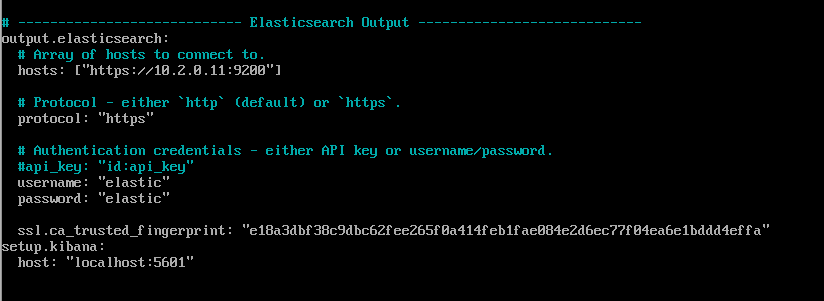 # --------------------------- Elasticsearch Output ---------------------------
output.elasticsearch:
  # Array of hosts to connect to.
  hosts: ["https://10.2.0.11:9200"]
  # Protocol - either `http` (default) or `https`.
  protocol: "https"
  # Authentication credentials - either API key or username/password.
  #api_key: "id:api_key"
  username: "elastic"
  password: "elastic"
  ssl.ca_trusted_fingerprint: "e18a3dbf38c9dbc62fee265f0a414feb1fae084e2d6ec77f04ea6e1bddd4effa"
setup.kibana:
  host: "localhost:5601"